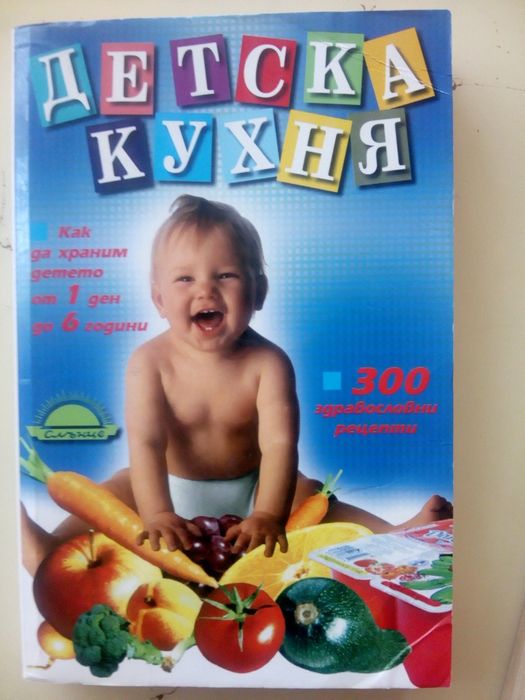 ДЕТСКА
КУХНЯ
Как
да храним
детето
от 1 ден
до 6 години
300
здравословни
рецепти
Слънце